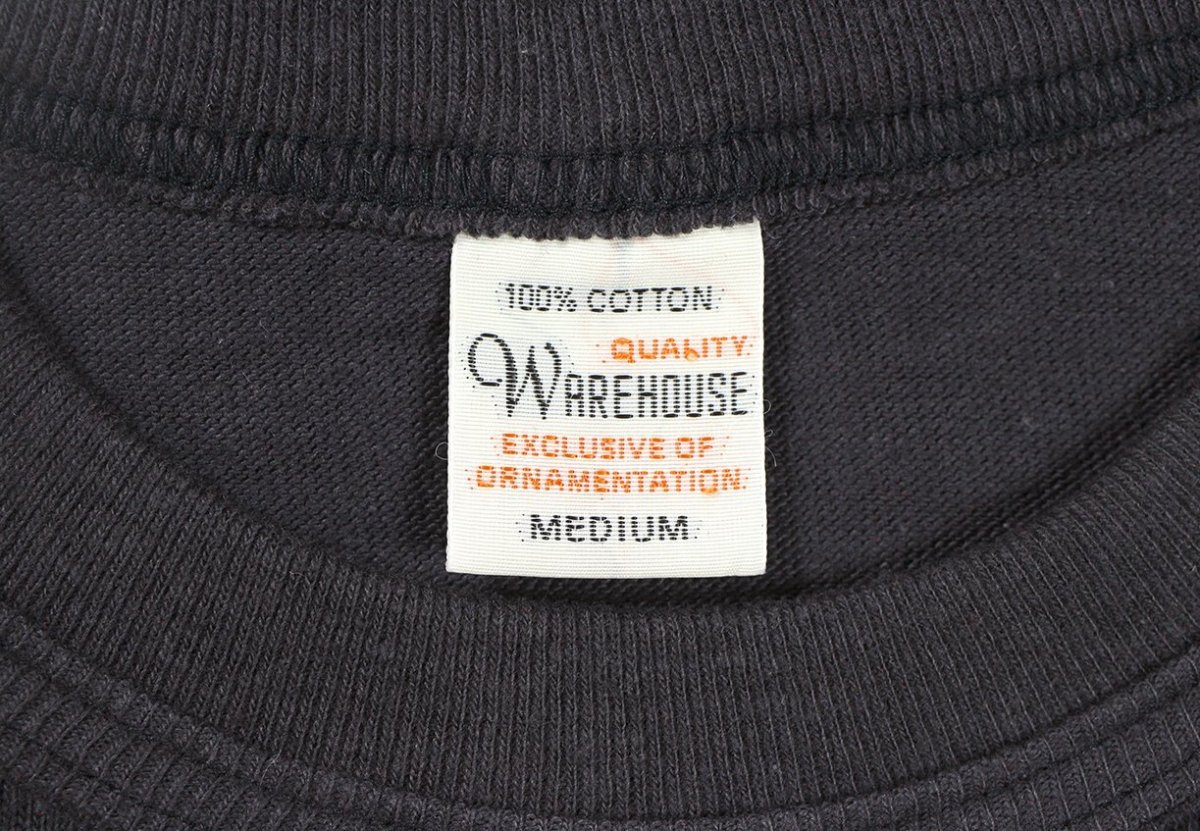 100% COTTON
QUALITY
WAREHOUSE
EXCLUSIVE OF
ORNAMENTATION
MEDIUM